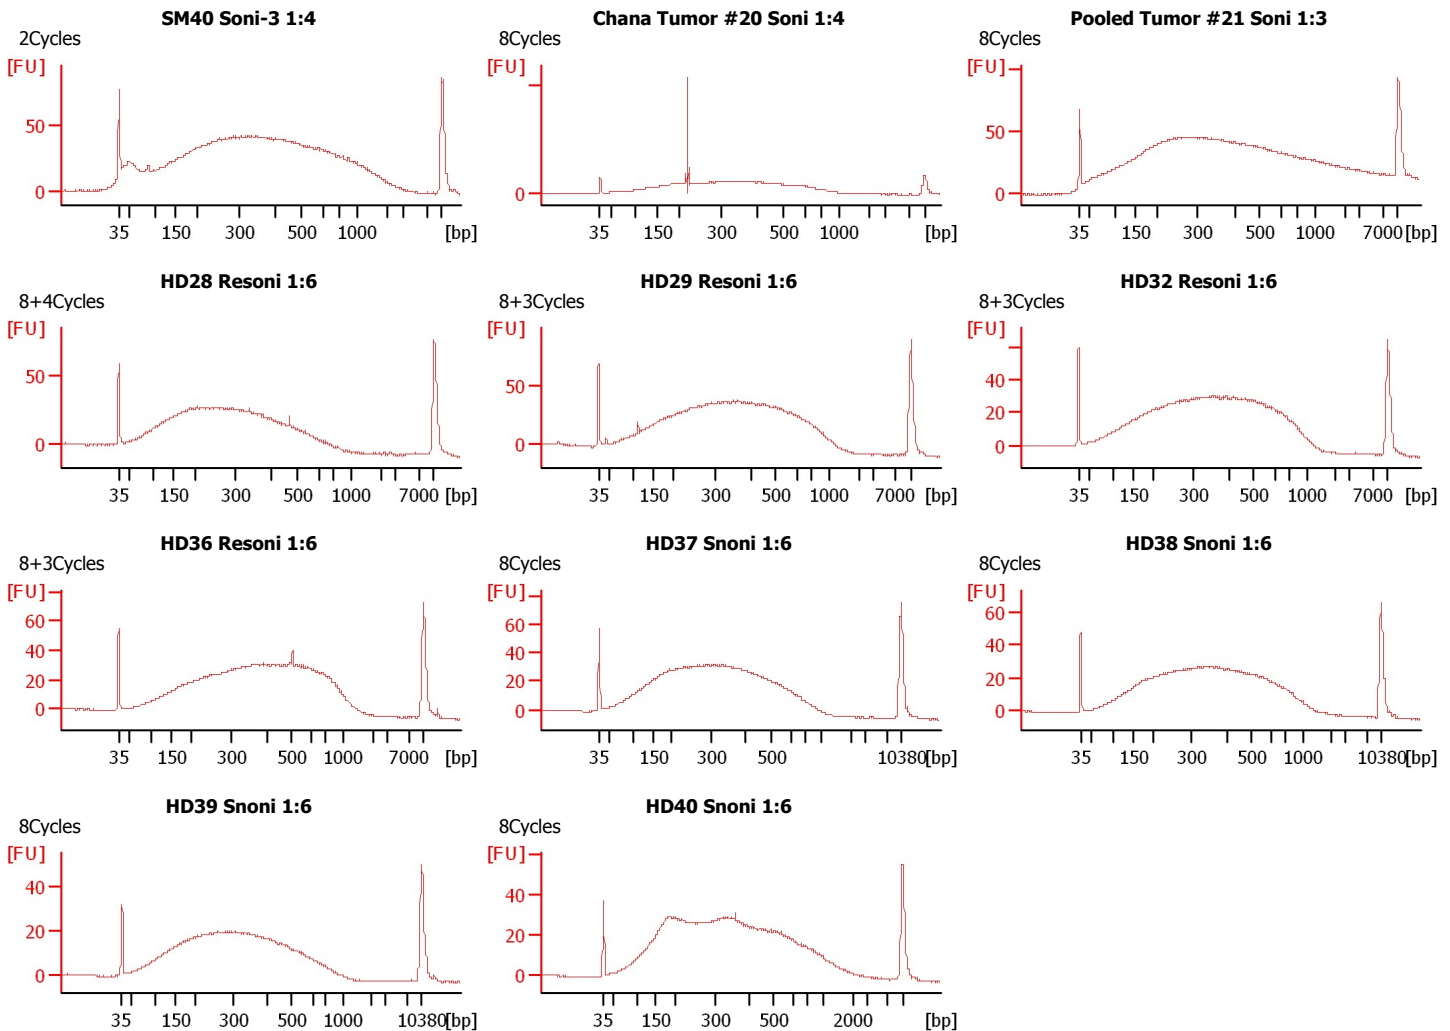 SM40 Soni-3 1:4
2Cycles
[FU]
50
0
35 150 300 500 1000 [bp]
Chana Tumor #20 Soni 1:4
8Cycles
[FU]
0
35 150 300 500 1000 [bp]
Pooled Tumor #21 Soni 1:3
8Cycles
[FU]
50
0
35 150 300 500 1000 7000 [bp]
HD28 Resoni 1:6
8+4Cycles
[FU]
50
0
35 150 300 500 1000 7000 [bp]
HD29 Resoni 1:6
8+3Cycles
[FU]
50
0
35 150 300 500 1000 7000 [bp]
HD32 Resoni 1:6
8+3Cycles
[FU]
40
20
0
35 150 300 500 1000 7000 [bp]
HD36 Resoni 1:6
8+3Cycles
[FU]
60
40
20
0
35 150 300 500 1000 7000 [bp]
HD37 Snoni 1:6
8Cycles
[FU]
60
40
20
0
35 150 300 500 10380 [bp]
HD38 Snoni 1:6
8Cycles
[FU]
60
40
20
0
35 150 300 500 1000 10380 [bp]
HD39 Snoni 1:6
8Cycles
[FU]
40
20
0
35 150 300 500 1000 10380 [bp]
HD40 Snoni 1:6
8Cycles
[FU]
40
20
0
35 150 300 500 2000 [bp]